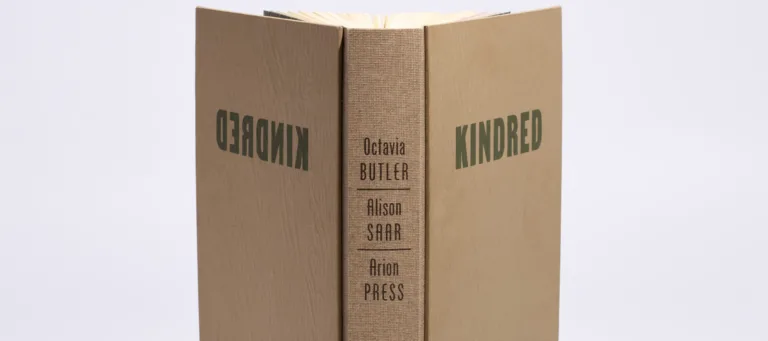 KINDRED
Octavia
BUTLER
Alison
SAAR
Arion
PRESS
KINDRED